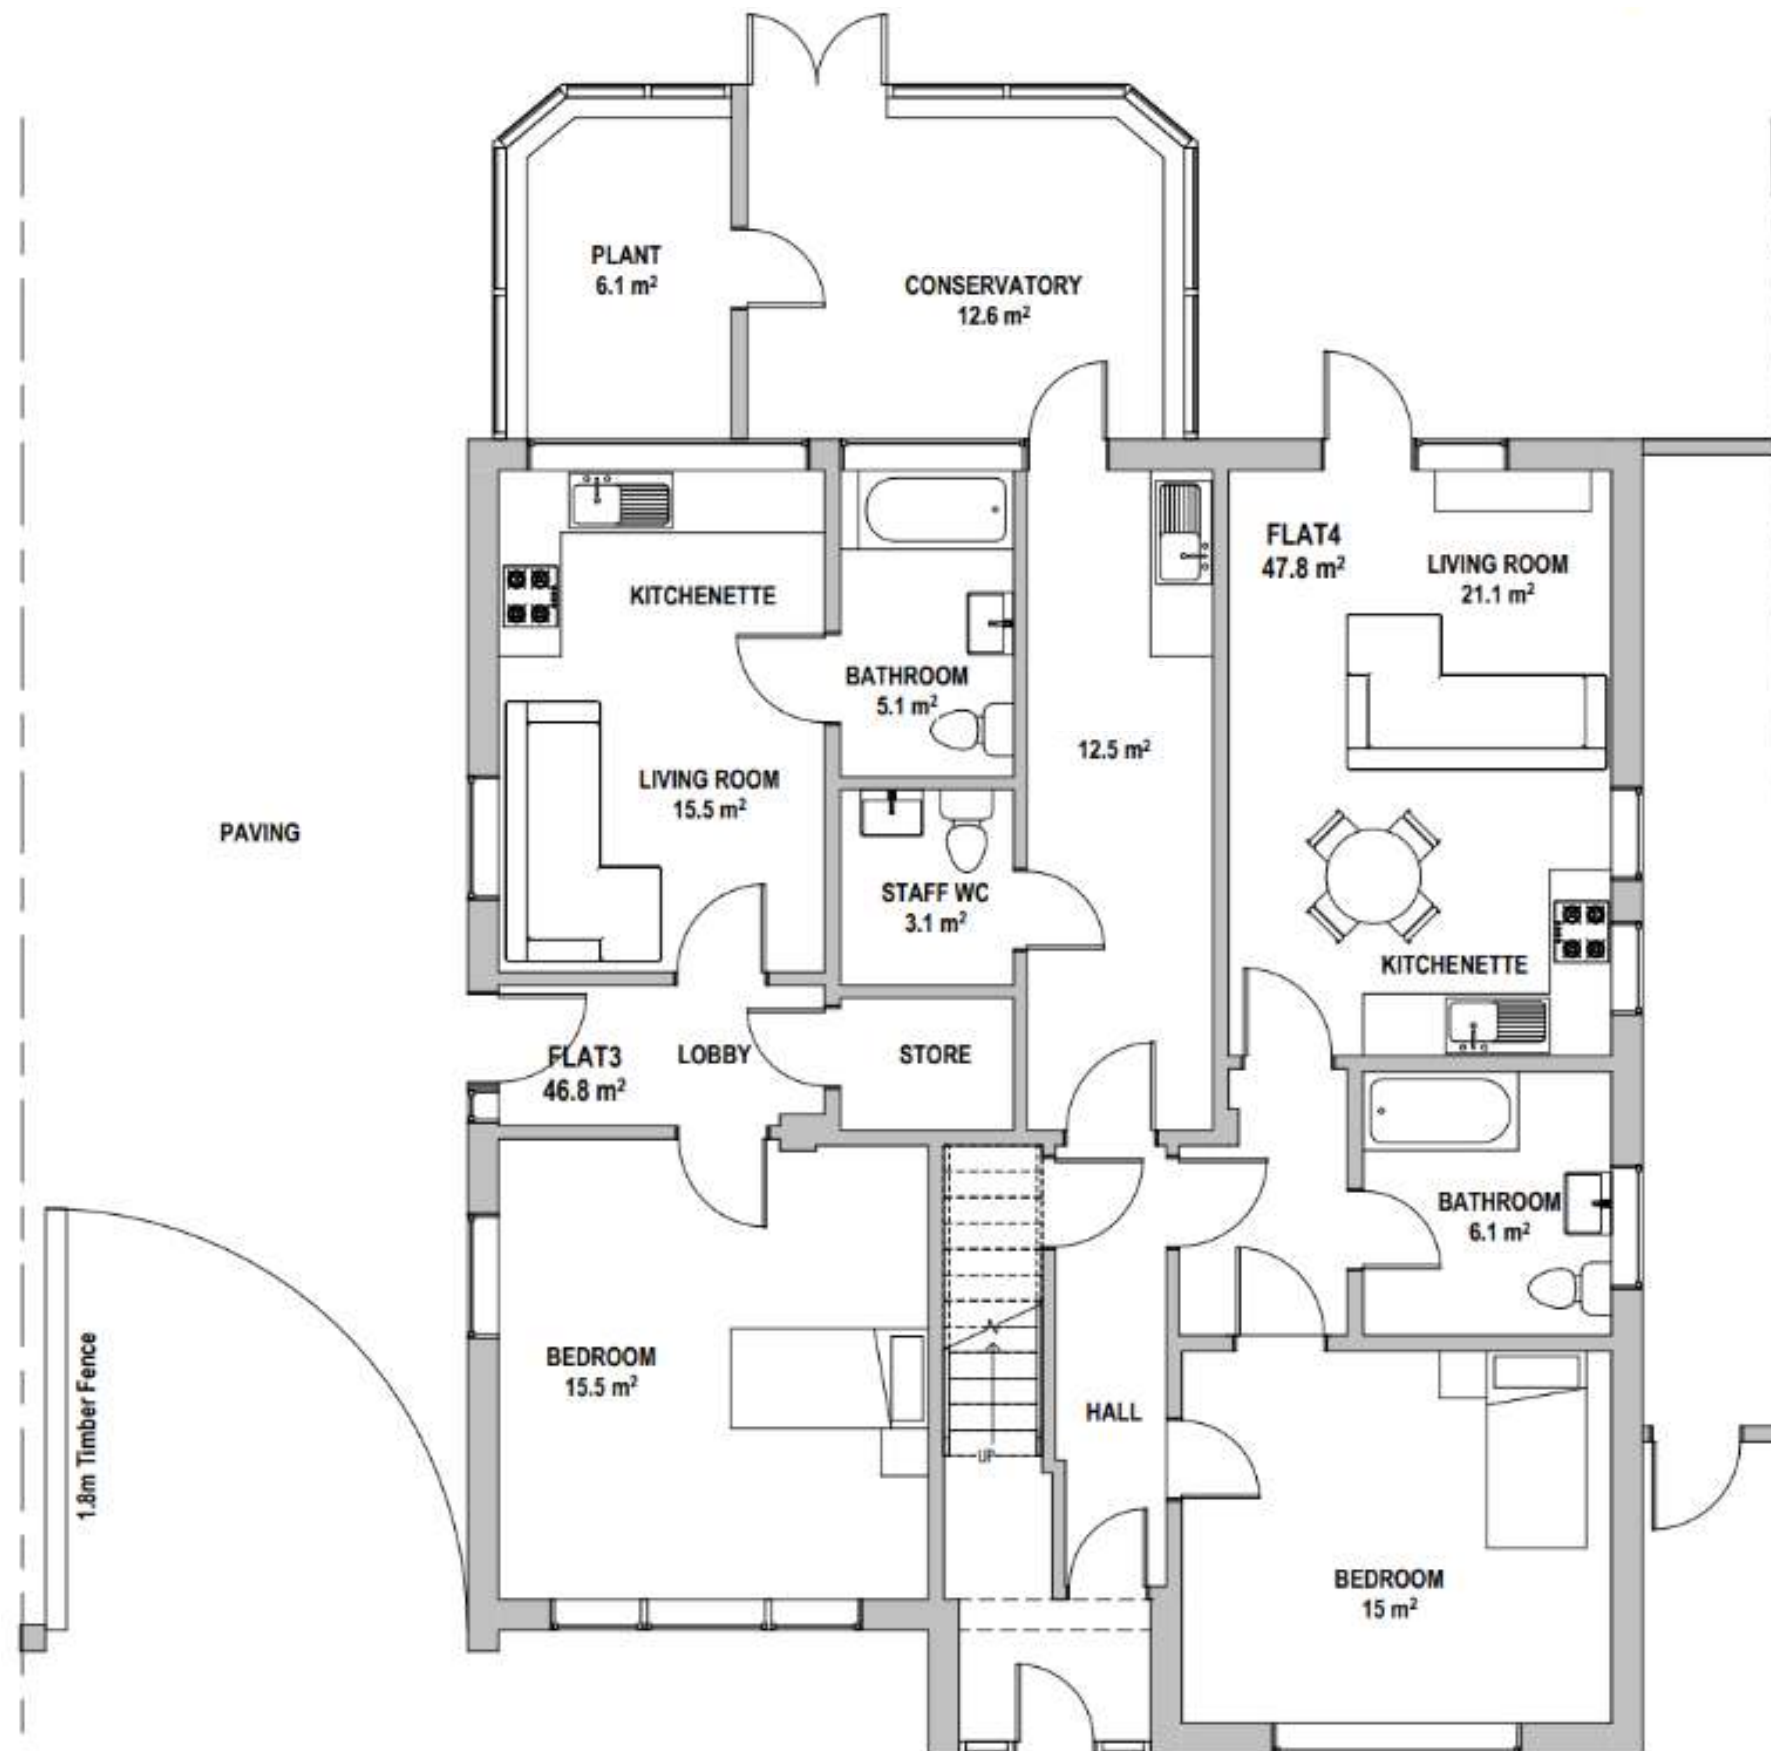 PLANT
6.1 m²
CONSERVATORY
12.6 m²
FLAT4
47.8 m²
LIVING ROOM
21.1 m²
KITCHENETTE
BATHROOM
5.1 m²
12.5 m²
LIVING ROOM
15.5 m²
PAVING
STAFF WC
3.1 m²
KITCHENETTE
FLAT3
46.8 m²
LOBBY
STORE
BATHROOM
6.1 m²
BEDROOM
15.5 m²
HALL
UP
1.8m Timber Fence
BEDROOM
15 m²